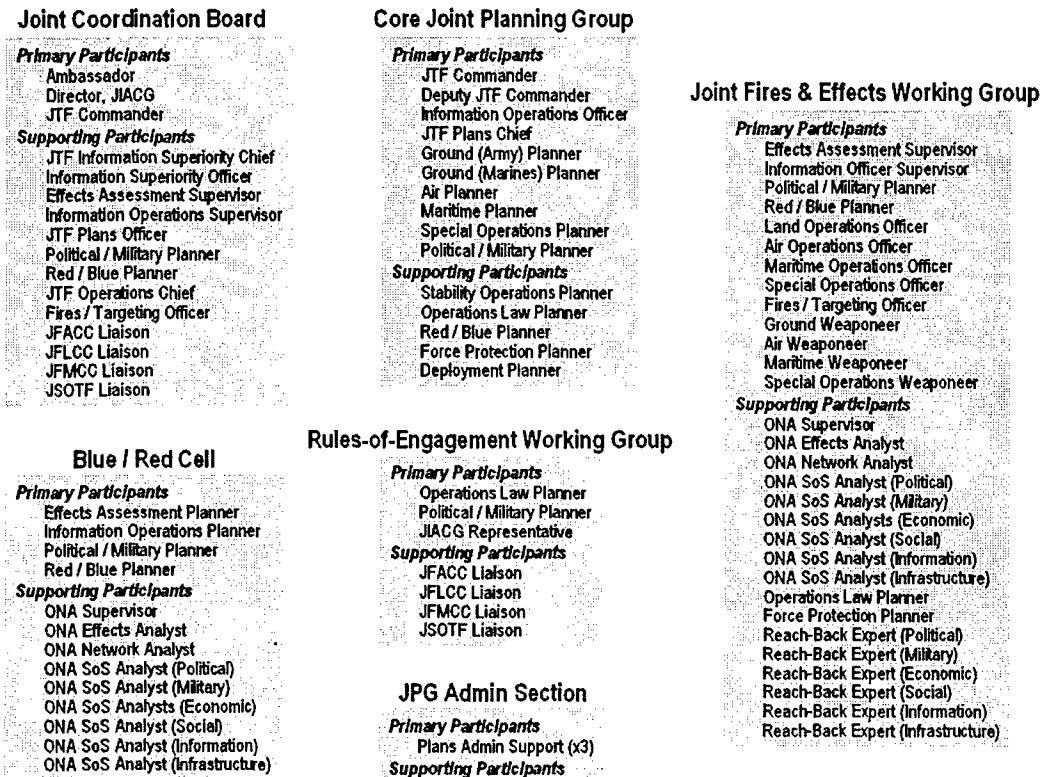 Joint Coordination Board
Primary Participants
Ambassador
Director, JIACG
JTF Commander
Supporting Participants
JTF Information Superiority Chief
Information Superiority Officer
Effects Assessment Supervisor
Information Operations Supervisor
JTF Plans Officer
Political / Military Planner
Red / Blue Planner
JTF Operations Chief
Fires / Targeting Officer
JFACC Liaison
JFLCC Liaison
JFMCC Liaison
JSOTF Liaison
Core Joint Planning Group
Primary Participants
JTF Commander
Deputy JTF Commander
Information Operations Officer
JTF Plans Chief
Ground (Army) Planner
Ground (Marines) Planner
Air Planner
Maritime Planner
Special Operations Planner
Political / Military Planner
Supporting Participants
Stability Operations Planner
Operations Law Planner
Red / Blue Planner
Force Protection Planner
Deployment Planner
Joint Fires & Effects Working Group
Primary Participants
Effects Assessment Supervisor
Information Officer Supervisor
Political / Military Planner
Red / Blue Planner
Land Operations Officer
Air Operations Officer
Maritime Operations Officer
Special Operations Officer
Fires / Targeting Officer
Ground Weaponeer
Air Weaponeer
Maritime Weaponeer
Special Operations Weaponeer
Supporting Participants
ONA Supervisor
ONA Effects Analyst
ONA Network Analyst
ONA SoS Analyst (Political)
ONA SoS Analyst (Military)
ONA SoS Analysts (Economic)
ONA SoS Analyst (Social)
ONA SoS Analyst (Information)
ONA SoS Analyst (Infrastructure)
Operations Law Planner
Force Protection Planner
Reach-Back Expert (Political)
Reach-Back Expert (Military)
Reach-Back Expert (Economic)
Reach-Back Expert (Social)
Reach-Back Expert (Information)
Reach-Back Expert (Infrastructure)
Blue / Red Cell
Primary Participants
Effects Assessment Planner
Information Operations Planner
Political / Military Planner
Red / Blue Planner
Supporting Participants
ONA Supervisor
ONA Effects Analyst
ONA Network Analyst
ONA SoS Analyst (Political)
ONA SoS Analyst (Military)
ONA SoS Analysts (Economic)
ONA SoS Analyst (Social)
ONA SoS Analyst (Information)
ONA SoS Analyst (Infrastructure)
Rules-of-Engagement Working Group
Primary Participants
Operations Law Planner
Political / Military Planner
JIACG Representative
Supporting Participants
JFACC Liaison
JFLCC Liaison
JFMCC Liaison
JSOTF Liaison
JPG Admin Section
Primary Participants
Plans Admin Support (x3)
Supporting Participants